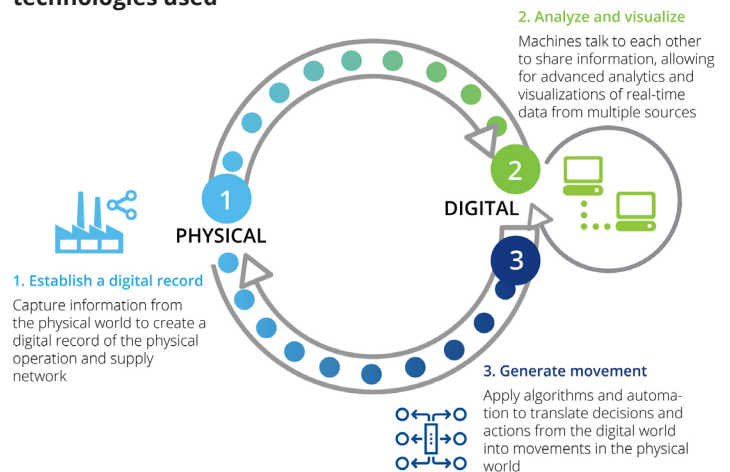 technologies used
2. Analyze and visualize
Machines talk to each other
to share information, allowing
for advanced analytics and
visualizations of real-time
data from multiple sources
1
PHYSICAL
2
DIGITAL
3
1. Establish a digital record
Capture information from
the physical world to create a
digital record of the physical
operation and supply
network
3. Generate movement
Apply algorithms and automa-
tion to translate decisions and
actions from the digital world
into movements in the physical
world